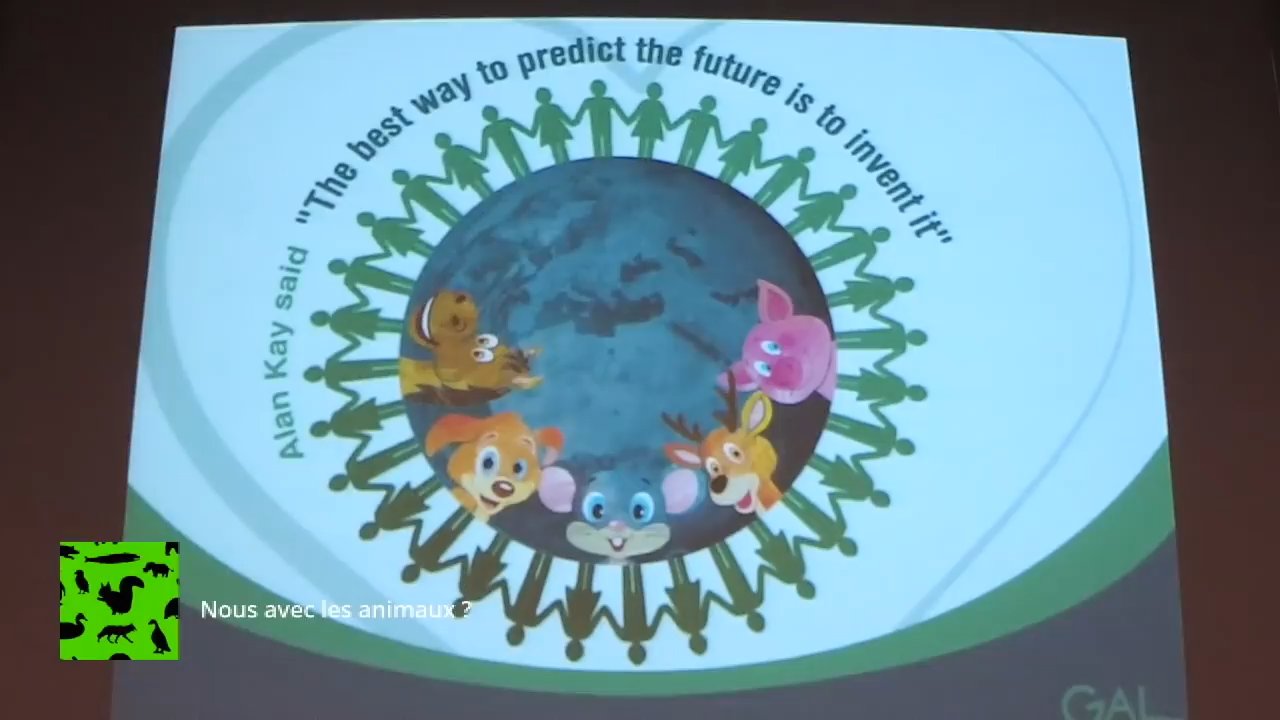 Alan Kay said "The best way to predict the future is to invent it"
Nous avec les animaux ?
GAL